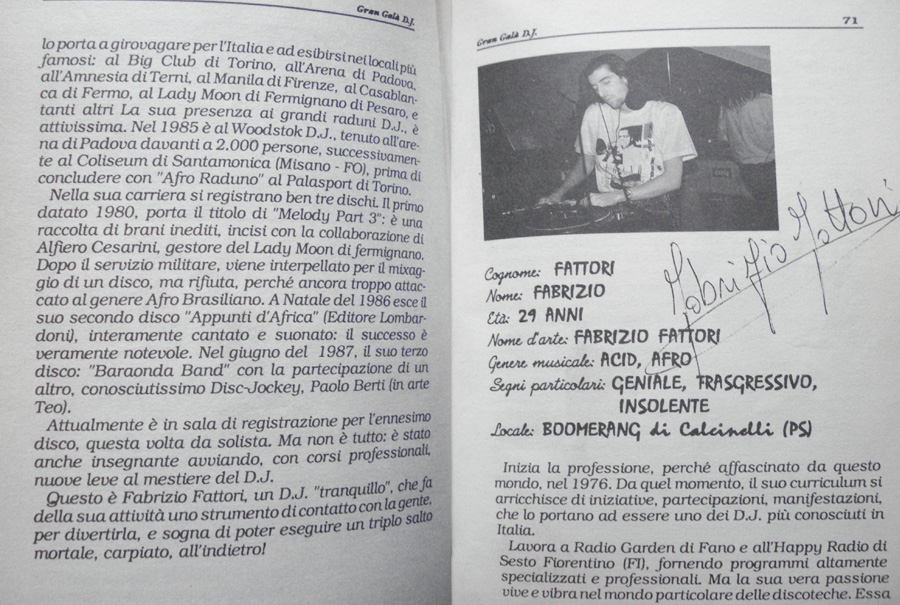 Gran Galà D.J.
lo porta a girovagare per l'Italia e ad esibirsi nei locali più
famosi: al Big Club di Torino, all'Arena di Padova,
all'Amnesia di Terni, al Manila di Firenze, al Casablan-
ca di Fermo, al Lady Moon di Fermignano di Pesaro, e
tanti altri La sua presenza ai grandi raduni D.J., è
attivissima. Nel 1985 è al Woodstok D.J., tenuto all'are-
na di Padova davanti a 2.000 persone, successivamen-
te al Coliseum di Santamonica (Misano - FO), prima di
concludere con "Afro Raduno" al Palasport di Torino.
Nella sua carriera si registrano ben tre dischi. Il primo
datato 1980, porta il titolo di "Melody Part 3": è una
raccolta di brani inediti, incisi con la collaborazione di
Alfiero Cesarini, gestore del Lady Moon di fermignano.
Dopo il servizio militare, viene interpellato per il mixag-
gio di un disco, ma rifiuta, perché ancora troppo attac-
cato al genere Afro Brasiliano. A Natale del 1986 esce il
suo secondo disco "Appunti d'Africa" (Editore Lombar-
doni), interamente cantato e suonato: il successo è
veramente notevole. Nel giugno del 1987, il suo terzo
disco: "Baraonda Band" con la partecipazione di un
altro, conosciutissimo Disc-Jockey, Paolo Berti (in arte
Teo).
Attualmente è in sala di registrazione per l'ennesimo
disco, questa volta da solista. Ma non è tutto: è stato
anche insegnante avviando, con corsi professionali,
nuove leve al mestiere del D.J.
Questo è Fabrizio Fattori, un D.J. "tranquillo", che fa
della sua attività uno strumento di contatto con la gente,
per divertirla, e sogna di poter eseguire un triplo salto
mortale, carpiato, all'indietro!
Gran Galà D.J.
71
Fabrizio Fattori
Cognome: FATTORI
Nome: FABRIZIO
Età: 29 ANNI
Nome d'arte: FABRIZIO FATTORI
Genere musicale: ACID, AFRO
Segni particolari: GENIALE, TRASGRESSIVO,
INSOLENTE
Locale: BOOMERANG di Calcinelli (PS)
Inizia la professione, perché affascinato da questo
mondo, nel 1976. Da quel momento, il suo curriculum si
arricchisce di iniziative, partecipazioni, manifestazioni,
che lo portano ad essere uno dei D.J. più conosciuti in
Italia.
Lavora a Radio Garden di Fano e all'Happy Radio di
Sesto Fiorentino (FI), fornendo programmi altamente
specializzati e professionali. Ma la sua vera passione
vive e vibra nel mondo particolare delle discoteche. Essa